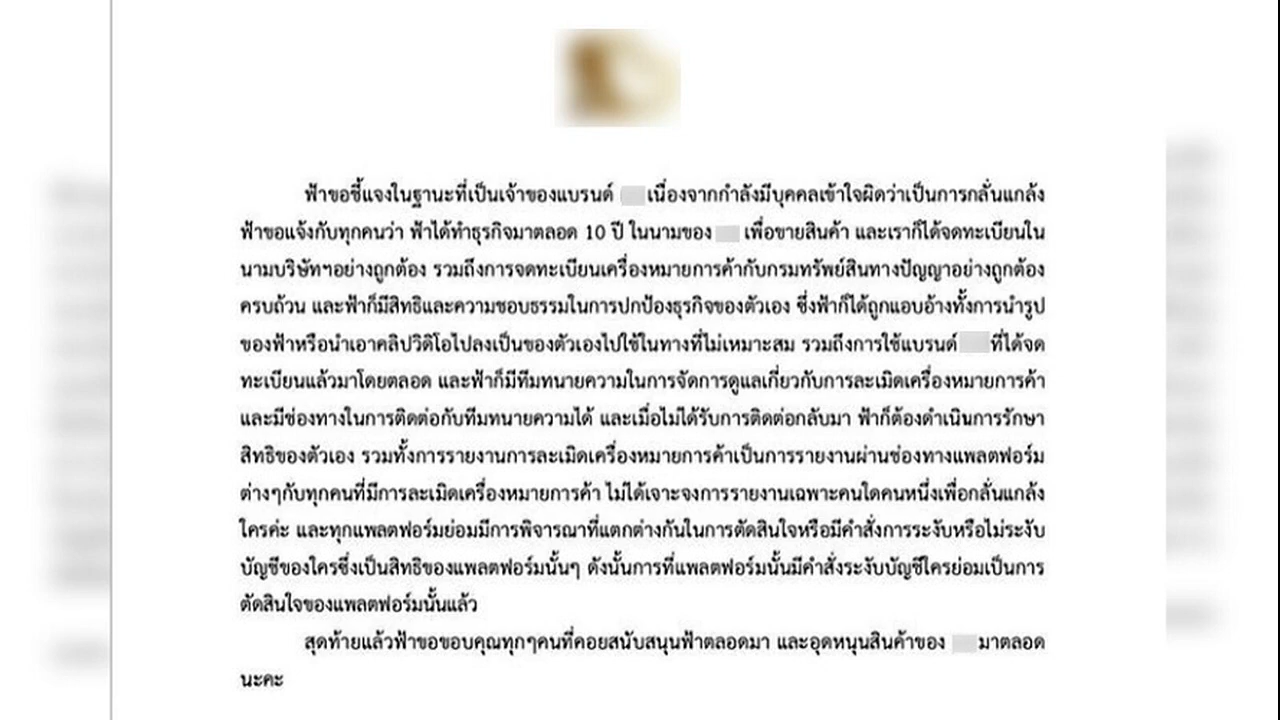 ฟ้าขอชี้แจงในฐานะที่เป็นเจ้าของแบรนด์ เนื่องจากกำลังมีบุคคลเข้าใจผิดว่าเป็นการกลั่นแกล้ง
ฟ้าขอแจ้งกับทุกคนว่า ฟ้าได้ทำธุรกิจมาตลอด 10 ปี ในนามของ เพื่อขายสินค้า และเราก็ได้จดทะเบียนใน
นามบริษัทฯอย่างถูกต้อง รวมถึงการจดทะเบียนเครื่องหมายการค้ากับกรมทรัพย์สินทางปัญญาอย่างถูกต้อง
ครบถ้วน และฟ้าก็มีสิทธิและความชอบธรรมในการปกป้องธุรกิจของตัวเอง ซึ่งฟ้าก็ได้ถูกแอบอ้างทั้งการนำรูป
ของฟ้าหรือนำเอาคลิปวิดิโอไปลงเป็นของตัวเองไปใช้ในทางที่ไม่เหมาะสม รวมถึงการใช้แบรนด์ ที่ได้จด
ทะเบียนแล้วมาโดยตลอด และฟ้าก็มีทีมทนายความในการจัดการดูแลเกี่ยวกับการละเมิดเครื่องหมายการค้า
และมีช่องทางในการติดต่อกับทีมทนายความได้ และเมื่อไม่ได้รับการติดต่อกลับมา ฟ้าก็ต้องดำเนินการรักษา
สิทธิของตัวเอง รวมทั้งการรายงานการละเมิดเครื่องหมายการค้าเป็นการรายงานผ่านช่องทางแพลตฟอร์ม
ต่างๆกับทุกคนที่มีการละเมิดเครื่องหมายการค้า ไม่ได้เจาะจงการรายงานเฉพาะคนใดคนหนึ่งเพื่อกลั่นแกล้ง
ใครค่ะ และทุกแพลตฟอร์มย่อมมีการพิจารณาที่แตกต่างกันในการตัดสินใจหรือมีคำสั่งการระงับหรือไม่ระงับ
บัญชีของใครซึ่งเป็นสิทธิของแพลตฟอร์มนั้นๆ ดังนั้นการที่แพลตฟอร์มนั้นมีคำสั่งระงับบัญชีใครย่อมเป็นการ
ตัดสินใจของแพลตฟอร์มนั้นแล้ว
สุดท้ายแล้วฟ้าขอขอบคุณทุกๆคนที่คอยสนับสนุนฟ้าตลอดมา และอุดหนุนสินค้าของ มาตลอด
นะคะ